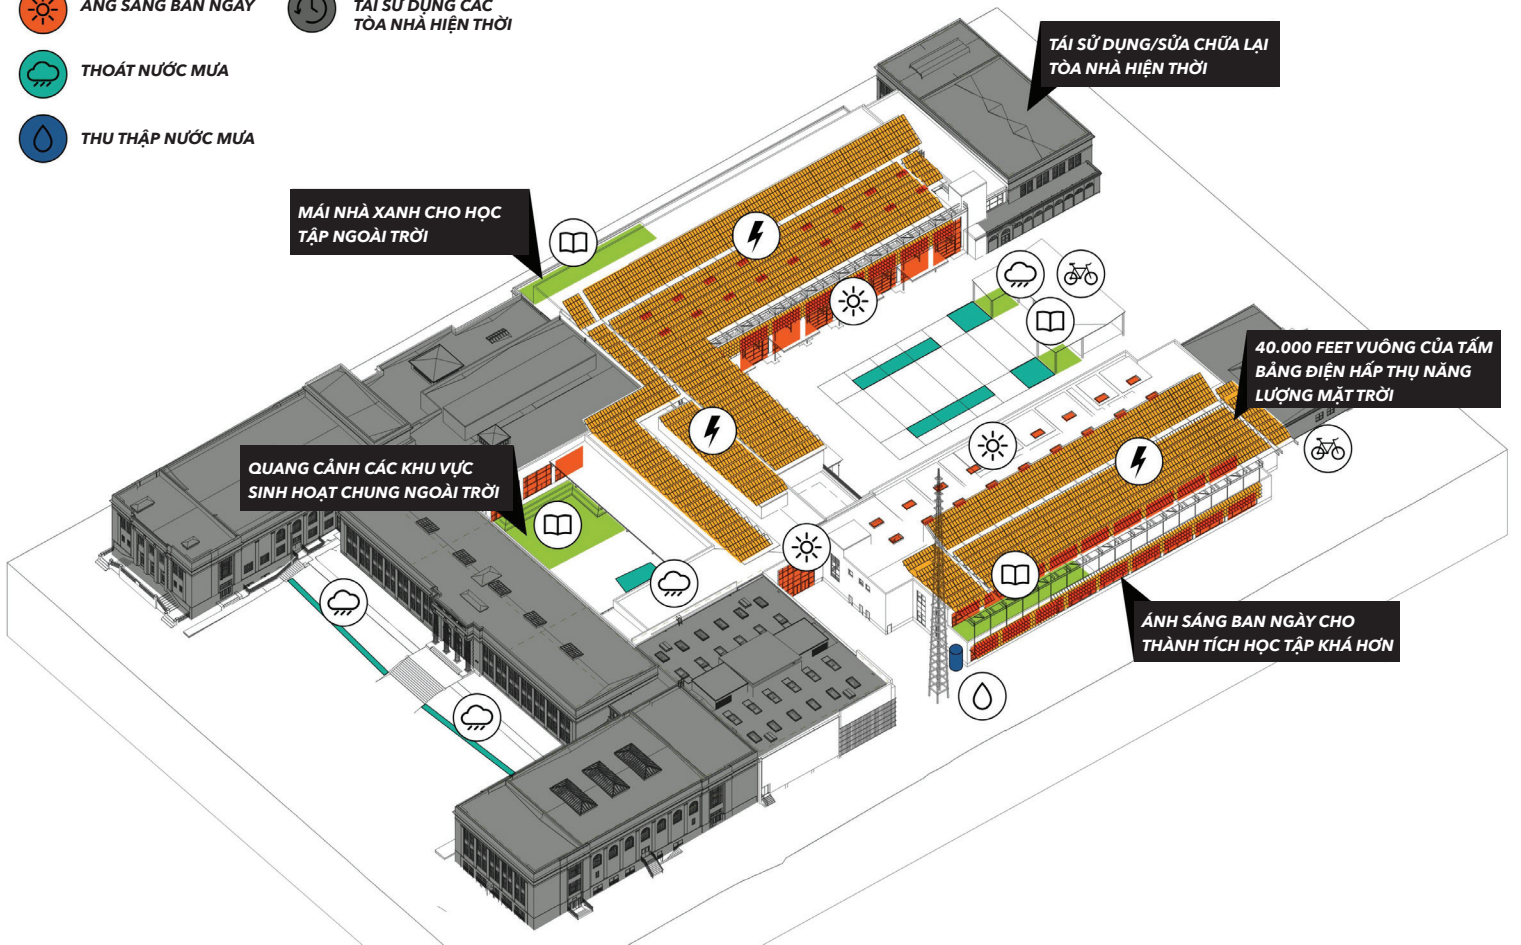 ÁNG SÁNG BAN NGÀY
TÁI SỬ DỤNG CÁC
TÒA NHÀ HIỆN THỜI
THOÁT NƯỚC MƯA
THU THẬP NƯỚC MƯA
TÁI SỬ DỤNG/SỬA CHỮA LẠI
TÒA NHÀ HIỆN THỜI
MÁI NHÀ XANH CHO HỌC
TẬP NGOÀI TRỜI
40.000 FEET VUÔNG CỦA TẤM
BẢNG ĐIỆN HẤP THỤ NĂNG
LƯỢNG MẶT TRỜI
QUANG CẢNH CÁC KHU VỰC
SINH HOẠT CHUNG NGOÀI TRỜI
ÁNH SÁNG BAN NGÀY CHO
THÀNH TÍCH HỌC TẬP KHÁ HƠN